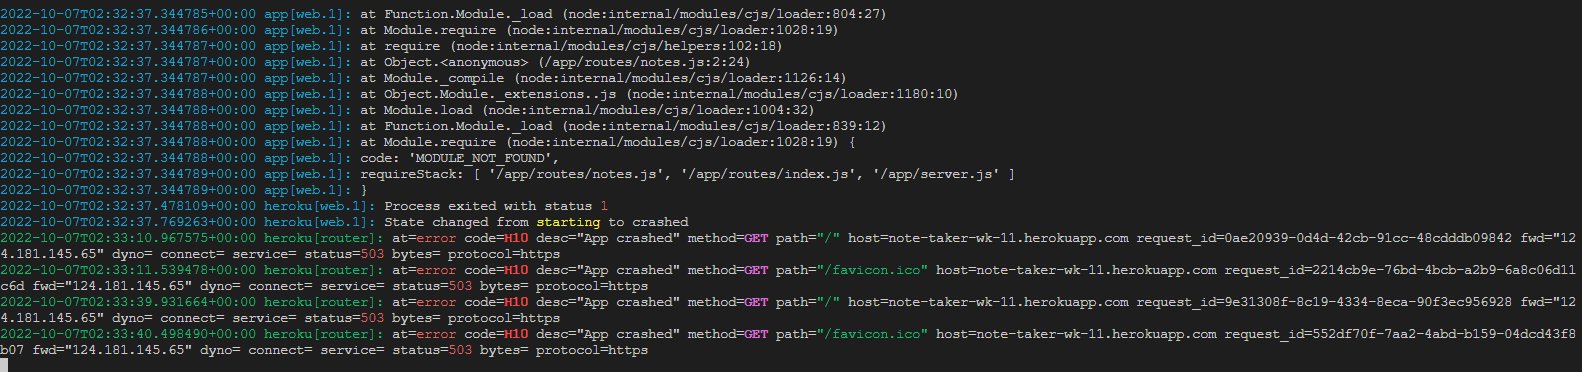 2022-10-07T02:32:37.344785+00:00 app[web.1]: at Function.Module._load (node:internal/modules/cjs/loader:804:27)
2022-10-07T02:32:37.344786+00:00 app[web.1]: at Module.require (node:internal/modules/cjs/loader:1028:19)
2022-10-07T02:32:37.344787+00:00 app[web.1]: at require (node:internal/modules/cjs/helpers:102:18)
2022-10-07T02:32:37.344787+00:00 app[web.1]: at Object.<anonymous> (/app/routes/notes.js:2:24)
2022-10-07T02:32:37.344787+00:00 app[web.1]: at Module._compile (node:internal/modules/cjs/loader:1126:14)
2022-10-07T02:32:37.344788+00:00 app[web.1]: at Object.Module._extensions..js (node:internal/modules/cjs/loader:1180:10)
2022-10-07T02:32:37.344788+00:00 app[web.1]: at Module.load (node:internal/modules/cjs/loader:1004:32)
2022-10-07T02:32:37.344788+00:00 app[web.1]: at Function.Module._load (node:internal/modules/cjs/loader:839:12)
2022-10-07T02:32:37.344788+00:00 app[web.1]: at Module.require (node:internal/modules/cjs/loader:1028:19) {
2022-10-07T02:32:37.344788+00:00 app[web.1]: code: 'MODULE_NOT_FOUND',
2022-10-07T02:32:37.344789+00:00 app[web.1]: requireStack: [ '/app/routes/notes.js', '/app/routes/index.js', '/app/server.js' ]
2022-10-07T02:32:37.344789+00:00 app[web.1]: }
2022-10-07T02:32:37.478109+00:00 heroku[web.1]: Process exited with status 1
2022-10-07T02:32:37.769263+00:00 heroku[web.1]: State changed from starting to crashed
2022-10-07T02:33:10.967575+00:00 heroku[router]: at=error code=H10 desc="App crashed" method=GET path="/" host=note-taker-wk-11.herokuapp.com request_id=0ae20939-0d4d-42cb-91cc-48cdddb09842 fwd="12
4.181.145.65" dyno= connect= service= status=503 bytes= protocol=https
2022-10-07T02:33:11.539478+00:00 heroku[router]: at=error code=H10 desc="App crashed" method=GET path="/favicon.ico" host=note-taker-wk-11.herokuapp.com request_id=2214cb9e-76bd-4bcb-a2b9-6a8c06d11
c6d fwd="124.181.145.65" dyno= connect= service= status=503 bytes= protocol=https
2022-10-07T02:33:39.931664+00:00 heroku[router]: at=error code=H10 desc="App crashed" method=GET path="/" host=note-taker-wk-11.herokuapp.com request_id=9e31308f-8c19-4334-8eca-90f3ec956928 fwd="12
4.181.145.65" dyno= connect= service= status=503 bytes= protocol=https
2022-10-07T02:33:40.498490+00:00 heroku[router]: at=error code=H10 desc="App crashed" method=GET path="/favicon.ico" host=note-taker-wk-11.herokuapp.com request_id=552df70f-7aa2-4abd-b159-04dcd43f8
b07 fwd="124.181.145.65" dyno= connect= service= status=503 bytes= protocol=https